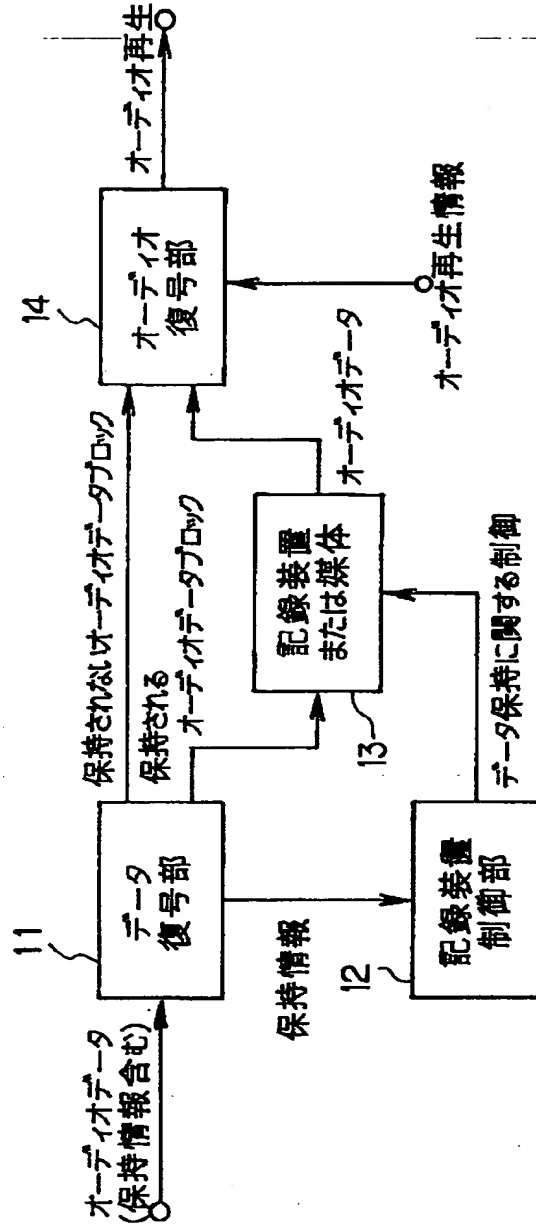 オーディオデータ
(保持情報含む)
11
データ
復号部
保持されないオーディオデータブロック
保持される
オーディオデータブロック
保持情報
12
記録装置
制御部
データ保持に関する制御
13
記録装置
または媒体
オーディオデータ
14
オーディオ
復号部
オーディオ再生情報
オーディオ再生